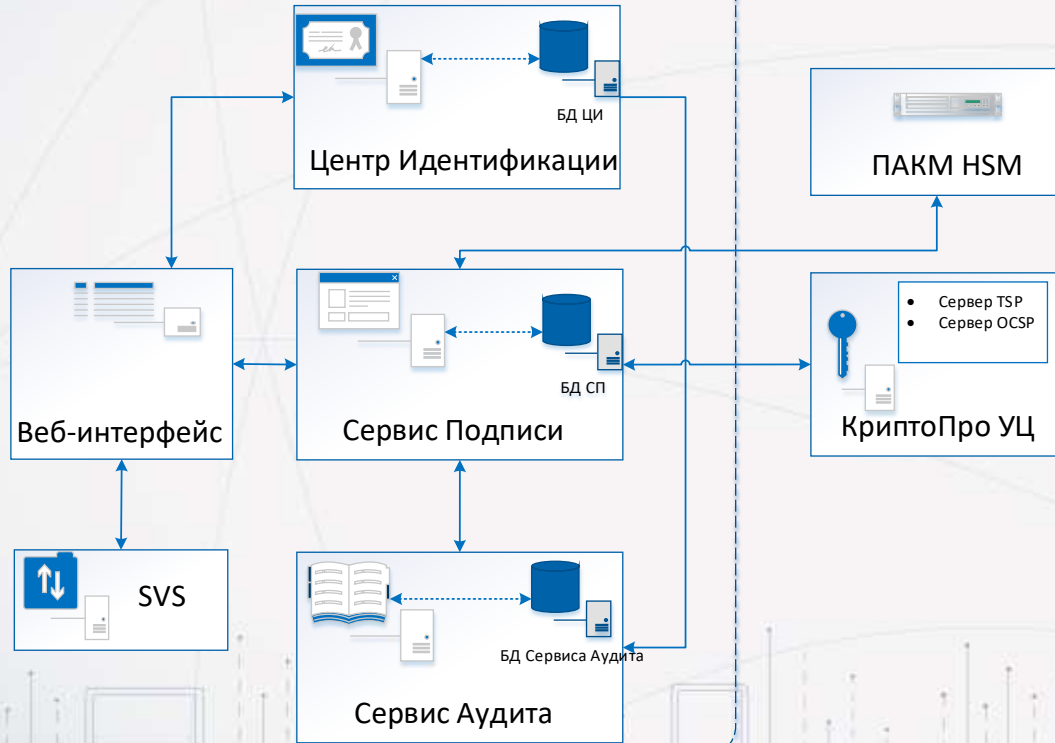 БД ЦИ
Центр Идентификации
ПАКМ HSM
Веб-интерфейс
БД СП
Сервис Подписи
• Сервер TSP
• Сервер OCSP
КриптоПро УЦ
SVS
БД Сервиса Аудита
Сервис Аудита